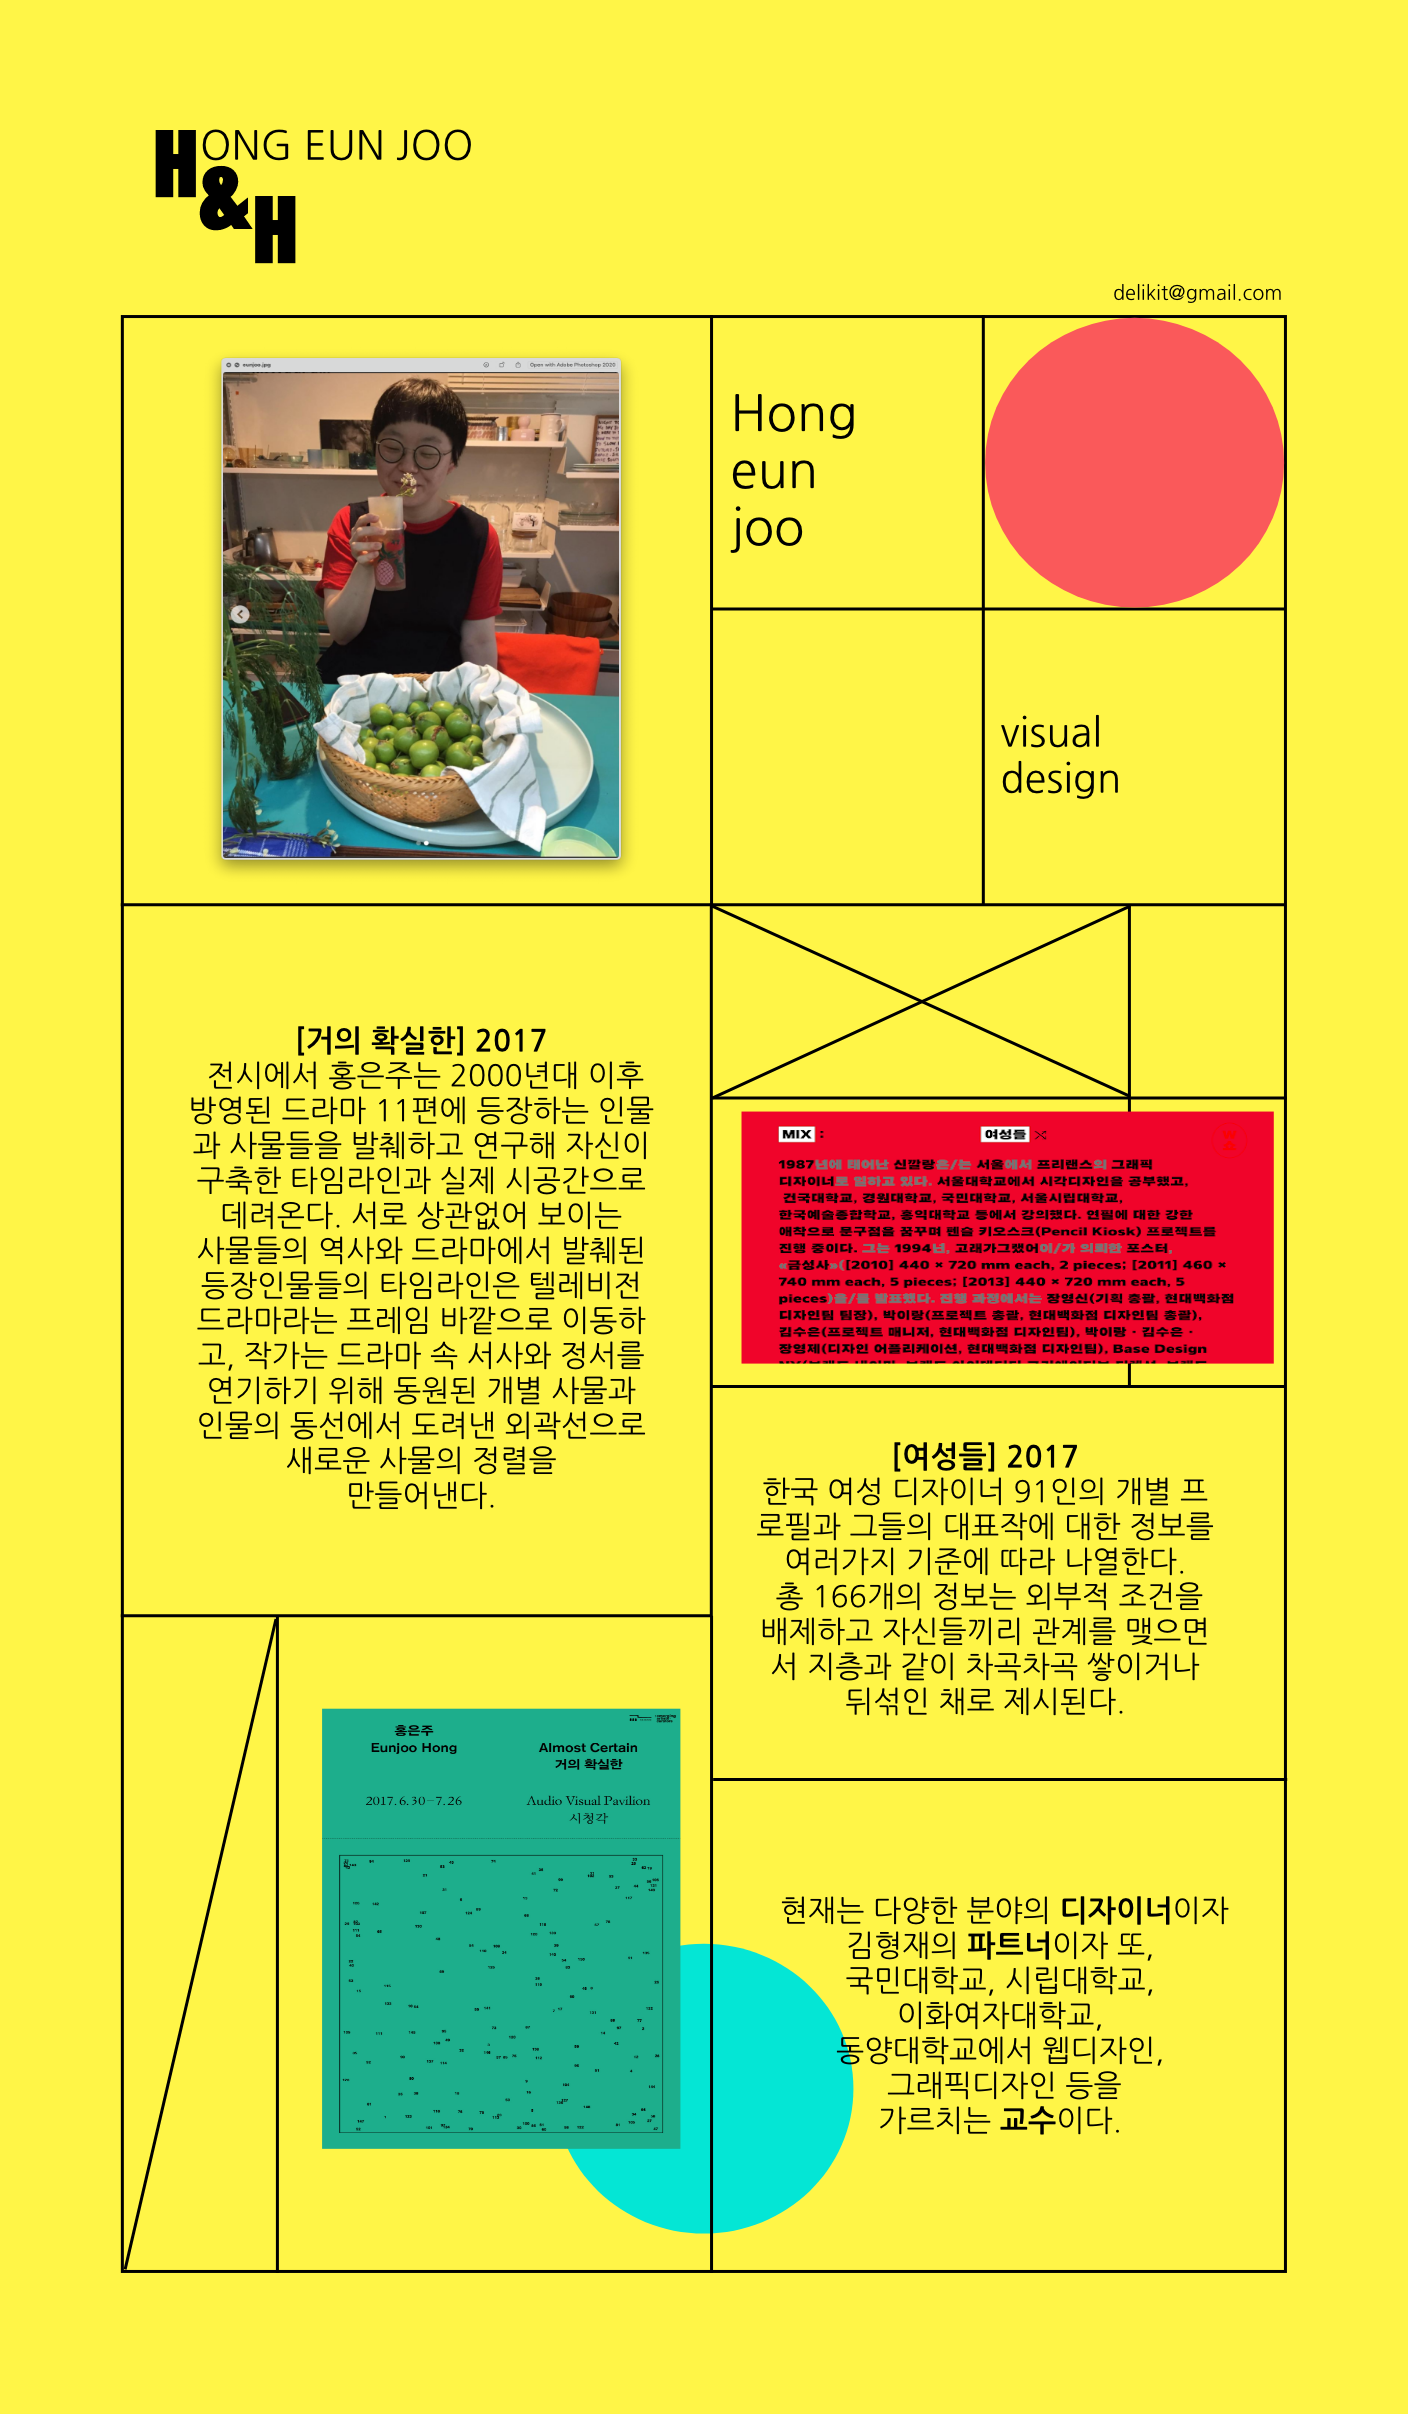 HONG EUN JOO
&
H
delikit@gmail.com
eunjoo.jpg
Open with Adobe Photoshop 2020
Hong
eun
joo
visual
design
[거의 확실한] 2017
전시에서 홍은주는 2000년대 이후
방영된 드라마 11편에 등장하는 인물
과 사물들을 발췌하고 연구해 자신이
구축한 타임라인과 실제 시공간으로
데려온다. 서로 상관없어 보이는
사물들의 역사와 드라마에서 발췌된
등장인물들의 타임라인은 텔레비전
드라마라는 프레임 바깥으로 이동하
고, 작가는 드라마 속 서사와 정서를
연기하기 위해 동원된 개별 사물과
인물의 동선에서 도려낸 외곽선으로
새로운 사물의 정렬을
만들어낸다.
MIX :
여성들
1987년에 태어난 신깔랑은/는 서울에서 프리랜스의 그래픽
디자이너로 일하고 있다. 서울대학교에서 시각디자인을 공부했고,
건국대학교, 경원대학교, 국민대학교, 서울시립대학교,
한국예술종합학교, 홍익대학교 등에서 강의했다. 연필에 대한 강한
애착으로 문구점을 꿈꾸며 펜슬 키오스크(Pencil Kiosk) 프로젝트를
진행 중이다. 그는 1994년, 고래가그랬어이/가 의뢰한 포스터,
«금성사»([2010] 440 × 720 mm each, 2 pieces; [2011] 460 ×
740 mm each, 5 pieces; [2013] 440 × 720 mm each, 5
pieces)을/를 발표했다. 진행 과정에서는 장영신(기획 총괄, 현대백화점
디자인팀 팀장), 박이랑(프로젝트 총괄, 현대백화점 디자인팀 총괄),
김수은(프로젝트 매니저, 현대백화점 디자인팀), 박이랑 · 김수은 ·
장영제(디자인 어플리케이션, 현대백화점 디자인팀), Base Design
[여성들] 2017
한국 여성 디자이너 91인의 개별 프
로필과 그들의 대표작에 대한 정보를
여러가지 기준에 따라 나열한다.
총 166개의 정보는 외부적 조건을
배제하고 자신들끼리 관계를 맺으면
서 지층과 같이 차곡차곡 쌓이거나
뒤섞인 채로 제시된다.
홍은주
Eunjoo Hong
Almost Certain
거의 확실한
2017.6.30–7.26
Audio Visual Pavilion
시청각
현재는 다양한 분야의 디자이너이자
김형재의 파트너이자 또,
국민대학교, 시립대학교,
이화여자대학교,
동양대학교에서 웹디자인,
그래픽디자인 등을
가르치는 교수이다.